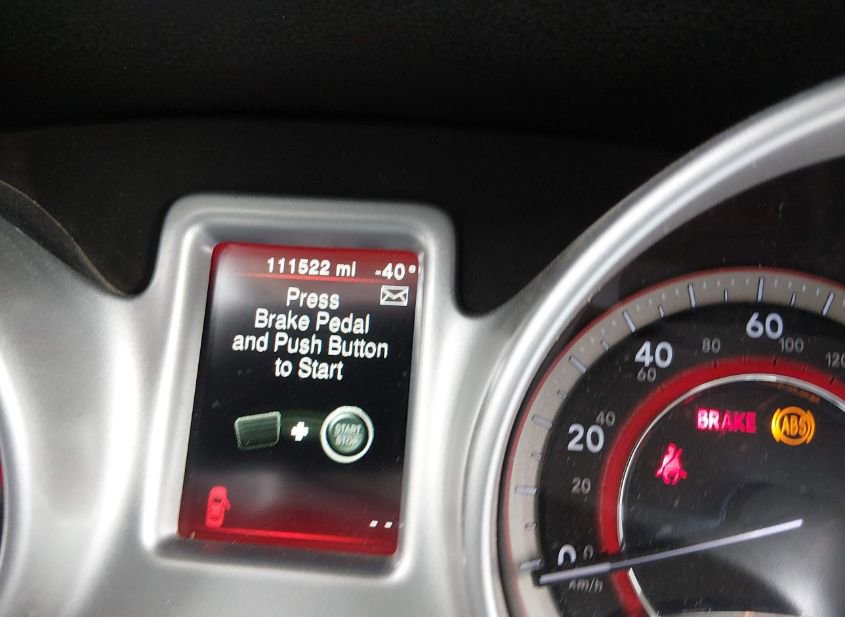 111522 mi -40°
Press
Brake Pedal
and Push Button
to Start
START
STOP
60
40
80
100
120
60
BRAKE
ABS
40
20
20
0
0
km/h